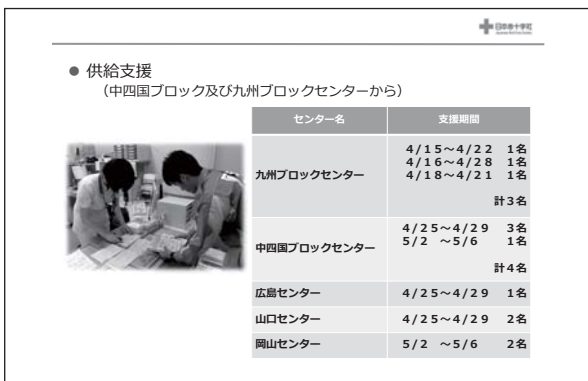 日本赤十字社
● 供給支援
（中四国ブロック及び九州ブロックセンターから）
センター名 支援期間
九州ブロックセンター
4/15～4/22 1名
4/16～4/28 1名
4/18～4/21 1名
計3名
中四国ブロックセンター
4/25～4/29 3名
5/2 ～5/6 1名
計4名
広島センター 4/25～4/29 1名
山口センター 4/25～4/29 2名
岡山センター 5/2 ～5/6 2名